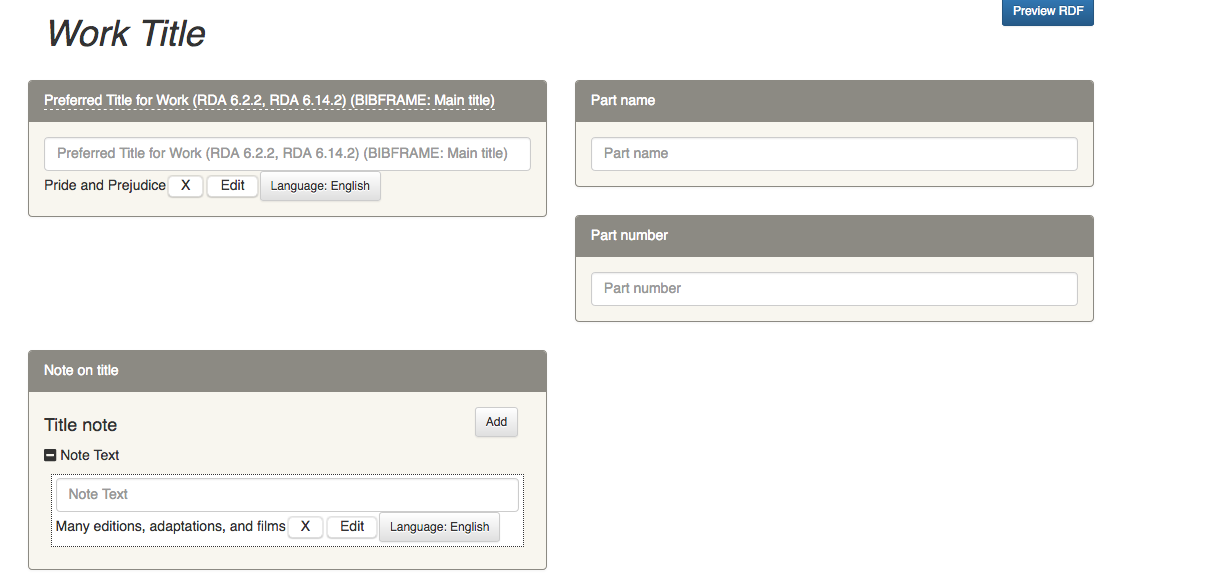 Work Title
Preview RDF
Preferred Title for Work (RDA 6.2.2, RDA 6.14.2) (BIBFRAME: Main title)
Preferred Title for Work (RDA 6.2.2, RDA 6.14.2) (BIBFRAME: Main title)
Pride and Prejudice X Edit Language: English
Part name
Part name
Part number
Part number
Note on title
Title note Add
Note Text
Note Text
Many editions, adaptations, and films X Edit Language: English